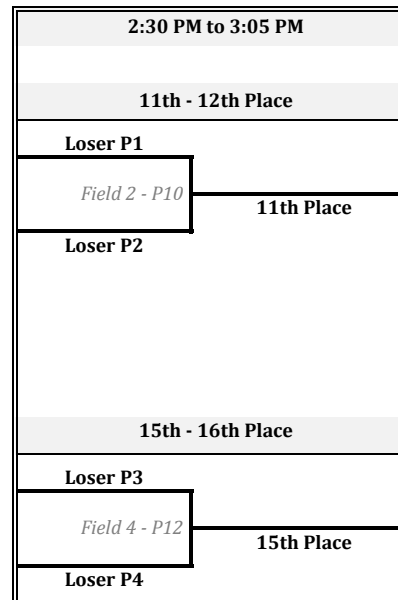 2:30 PM to 3:05 PM
11th - 12th Place
Loser P1
Field 2 - P10
11th Place
Loser P2
15th - 16th Place
Loser P3
Field 4 - P12
15th Place
Loser P4